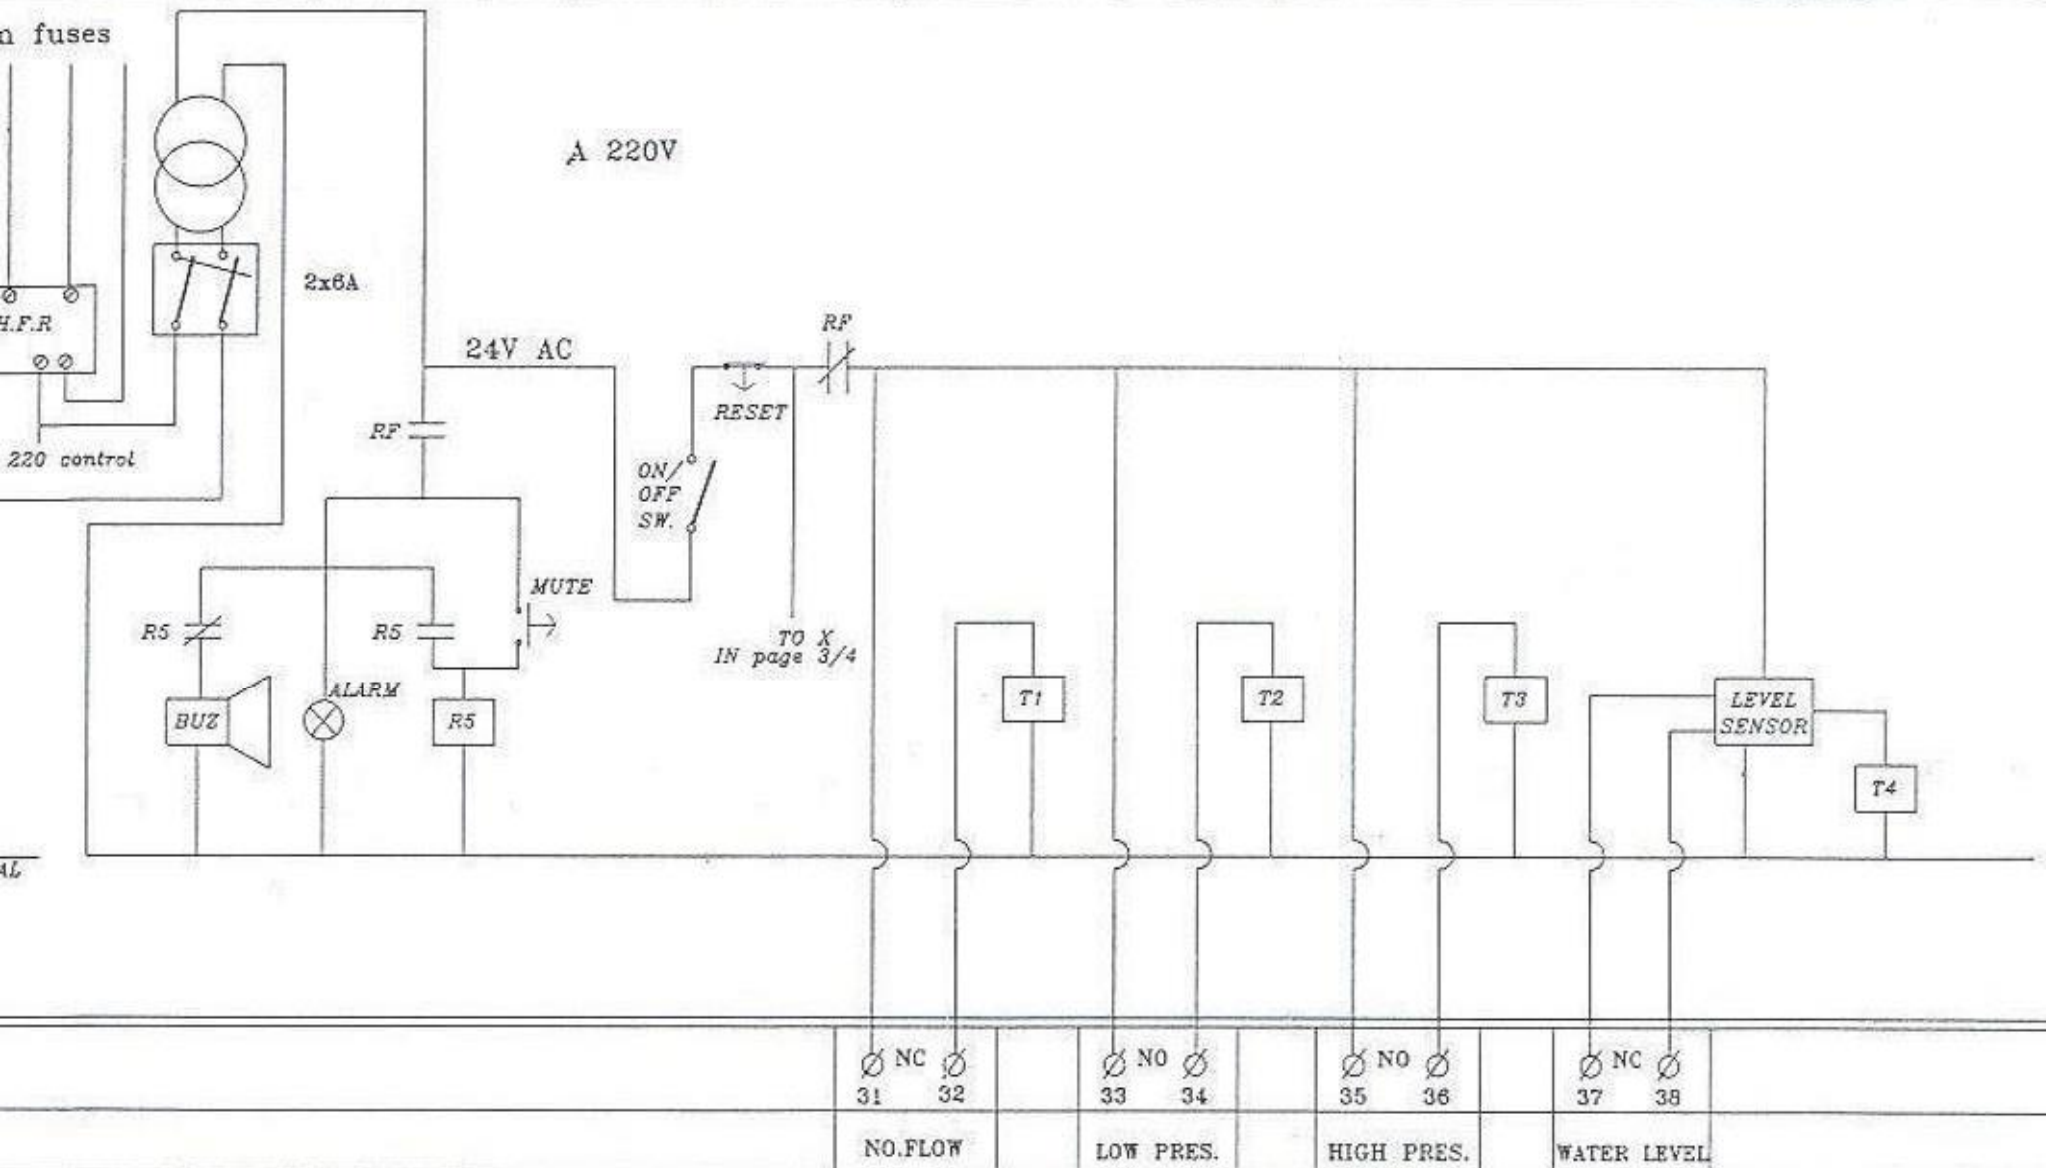 n fuses
A 220V
2x6A
H.F.R
RF
24V AC
RESET
RF
220 control
ON/
OFF
SW.
MUTE
R5
R5
TO X
IN page 3/4
ALARM
BUZ
R5
T1
T2
T3
LEVEL
SENSOR
T4
AL
NC
NO
NO
NC
31
32
33
34
35
36
37
38
NO.FLOW
LOW PRES.
HIGH PRES.
WATER LEVEL